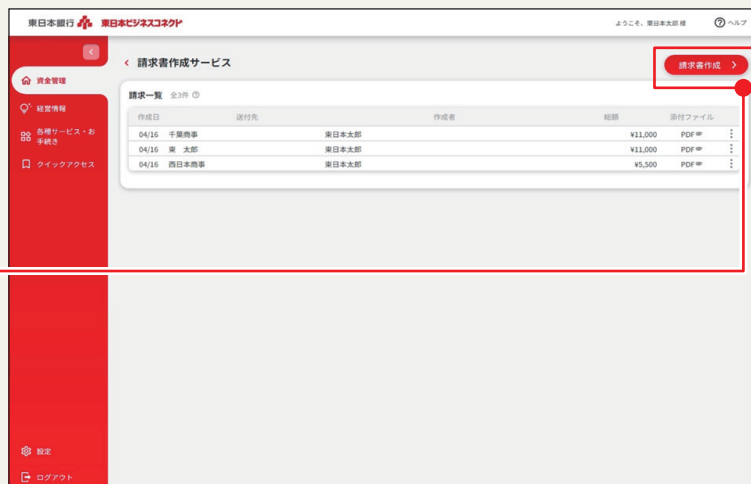 東日本銀行 東日本ビジネスコネクト
ようこそ、東日本太郎 様
ヘルプ
資金管理
経営情報
各種サービス・お
手続き
クイックアクセス
設定
ログアウト
請求書作成サービス
請求書作成
請求一覧 全3件
作成日 送付先 作成者 総額 添付ファイル
04/16 千葉商事 東日本太郎 ¥11,000 PDF
04/16 東 太郎 東日本太郎 ¥11,000 PDF
04/16 西日本商事 東日本太郎 ¥5,500 PDF